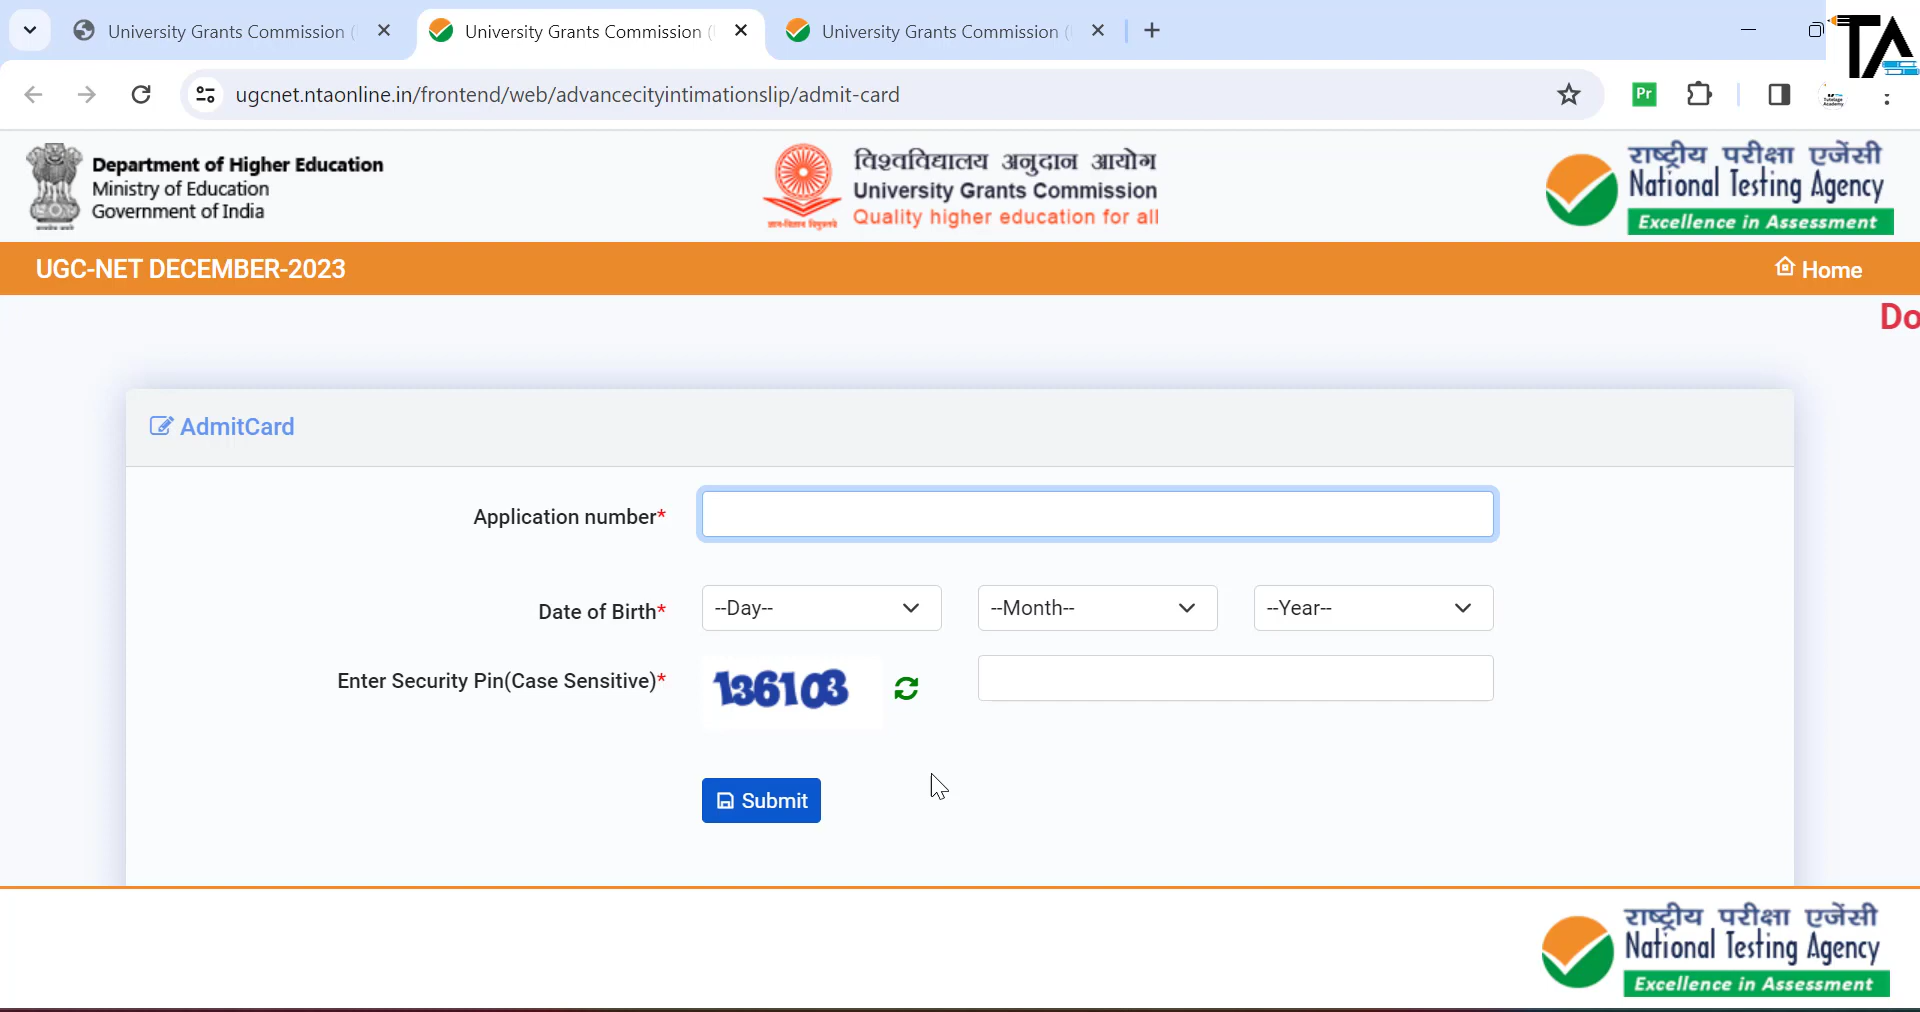 University Grants Commission (
University Grants Commission (
University Grants Commission (
TA
ugcnet.ntaonline.in/frontend/web/advancecityintimationslip/admit-card
Pr
Department of Higher Education
Ministry of Education
Government of India
विश्वविद्यालय अनुदान आयोग
University Grants Commission
Quality higher education for all
ज्ञान-विज्ञान विमुक्तये
राष्ट्रीय परीक्षा एजेंसी
National Testing Agency
Excellence in Assessment
UGC-NET DECEMBER-2023
Home
Do
AdmitCard
Application number*
Date of Birth*
--Day--
--Month--
--Year--
Enter Security Pin(Case Sensitive)*
136103
Submit
राष्ट्रीय परीक्षा एजेंसी
National Testing Agency
Excellence in Assessment